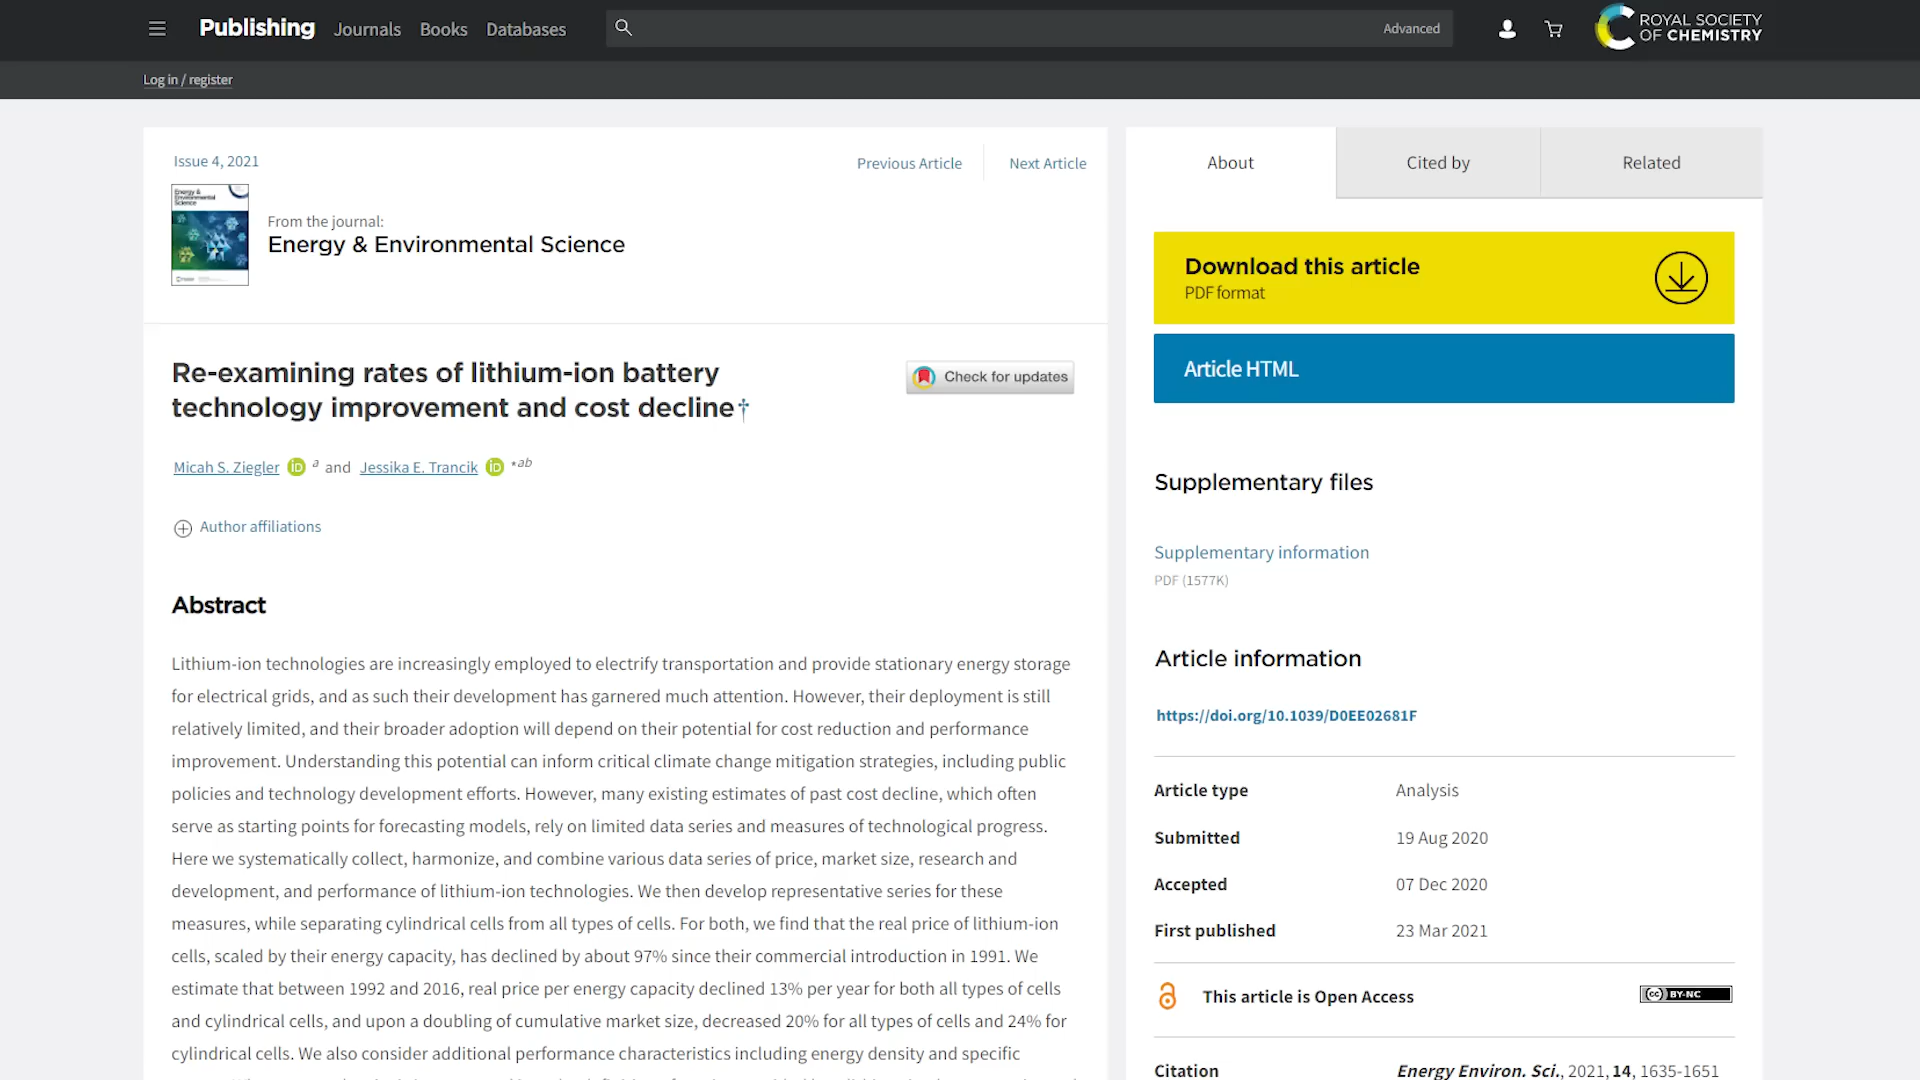 Publishing Journals Books Databases Advanced ROYAL SOCIETY OF CHEMISTRY
Log in / register
Issue 4, 2021
Previous Article Next Article
From the journal:
Energy & Environmental Science
Re-examining rates of lithium-ion battery
technology improvement and cost decline†
Check for updates
Micah S. Ziegler iD a and Jessika E. Trancik iD *ab
Author affiliations
Abstract
Lithium-ion technologies are increasingly employed to electrify transportation and provide stationary energy storage
for electrical grids, and as such their development has garnered much attention. However, their deployment is still
relatively limited, and their broader adoption will depend on their potential for cost reduction and performance
improvement. Understanding this potential can inform critical climate change mitigation strategies, including public
policies and technology development efforts. However, many existing estimates of past cost decline, which often
serve as starting points for forecasting models, rely on limited data series and measures of technological progress.
Here we systematically collect, harmonize, and combine various data series of price, market size, research and
development, and performance of lithium-ion technologies. We then develop representative series for these
measures, while separating cylindrical cells from all types of cells. For both, we find that the real price of lithium-ion
cells, scaled by their energy capacity, has declined by about 97% since their commercial introduction in 1991. We
estimate that between 1992 and 2016, real price per energy capacity declined 13% per year for both all types of cells
and cylindrical cells, and upon a doubling of cumulative market size, decreased 20% for all types of cells and 24% for
cylindrical cells. We also consider additional performance characteristics including energy density and specific
About Cited by Related
Download this article
PDF format
Article HTML
Supplementary files
Supplementary information
PDF (1577K)
Article information
https://doi.org/10.1039/D0EE02681F
Article type Analysis
Submitted 19 Aug 2020
Accepted 07 Dec 2020
First published 23 Mar 2021
This article is Open Access
cc BY-NC
Citation Energy Environ. Sci., 2021, 14, 1635-1651